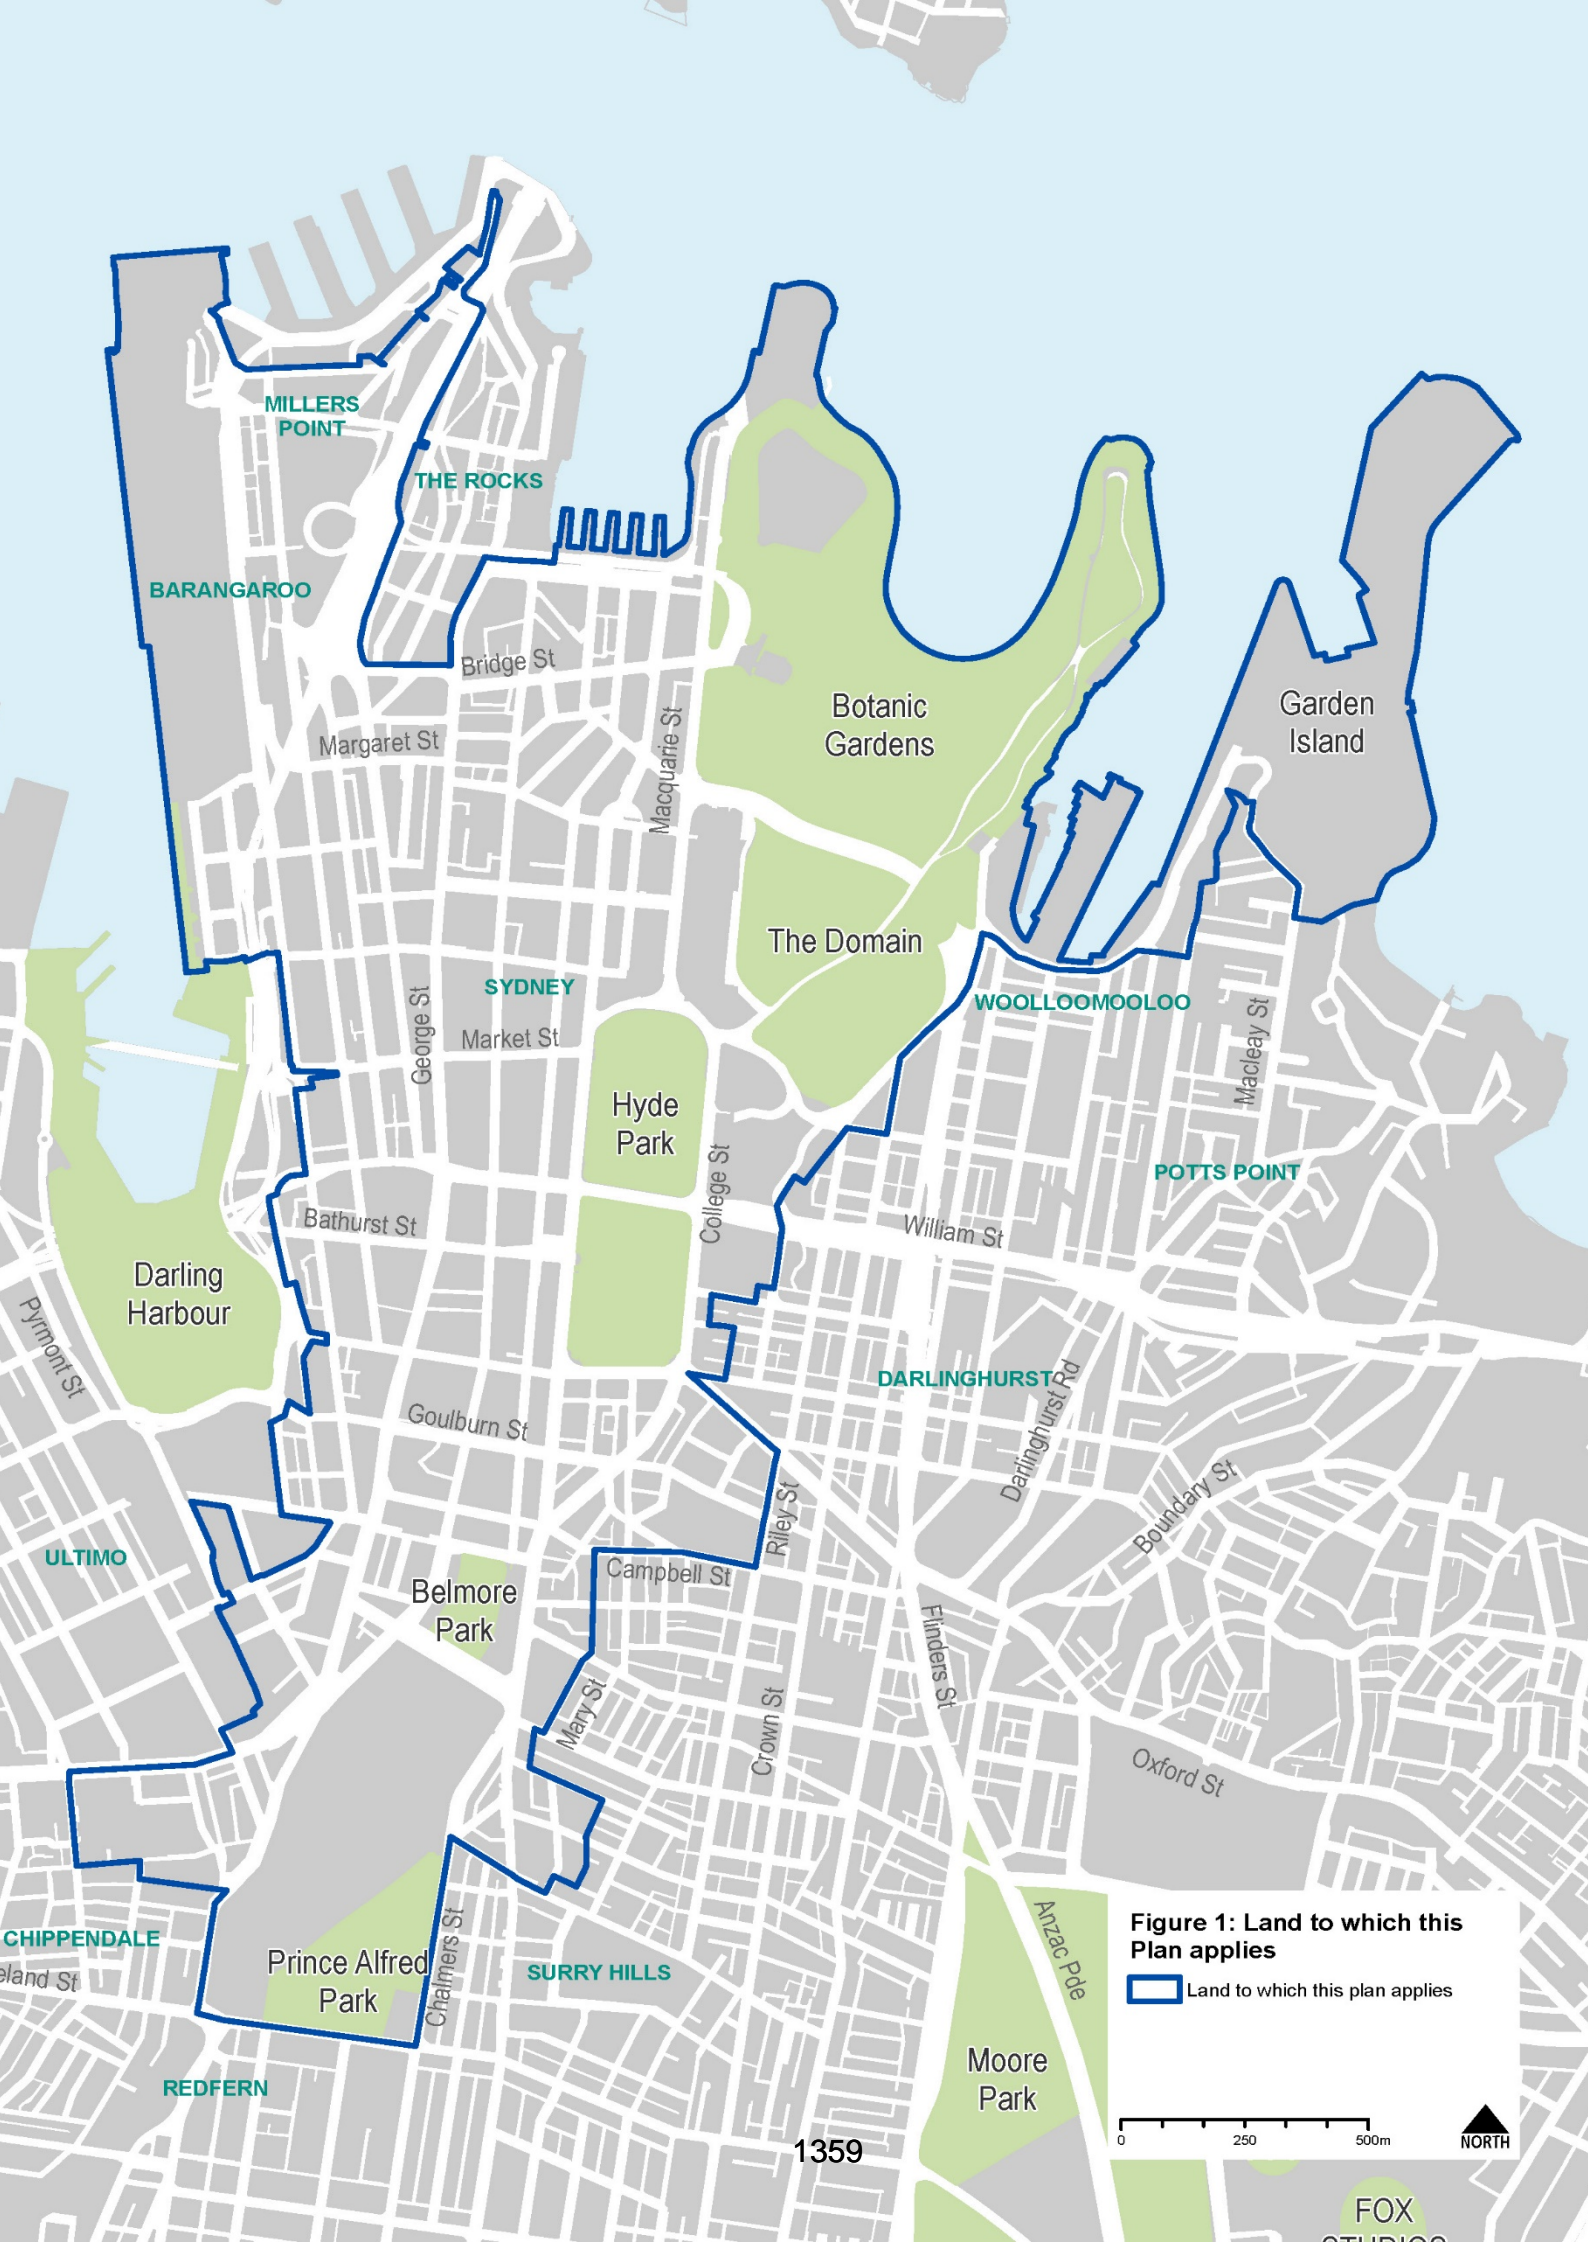 MILLERS
POINT
THE ROCKS
BARANGAROO
Bridge St
Botanic
Gardens
Garden
Island
Margaret St
Macquarie St
The Domain
SYDNEY
WOOLLOOMOOLOO
George St
Market St
Macleay St
Hyde
Park
College St
POTTS POINT
Bathurst St
William St
Darling
Harbour
Pyrmont St
DARLINGHURST
Darlinghurst Rd
Goulburn St
Boundary St
Riley St
ULTIMO
Campbell St
Belmore
Park
Flinders St
Mary St
Crown St
Oxford St
Figure 1: Land to which this
Plan applies
Land to which this plan applies
Anzac Pde
CHIPPENDALE
eland St
Prince Alfred
Park
Chalmers St
SURRY HILLS
Moore
Park
REDFERN
0 250 500m
NORTH
1359
FOX
STUDIOS